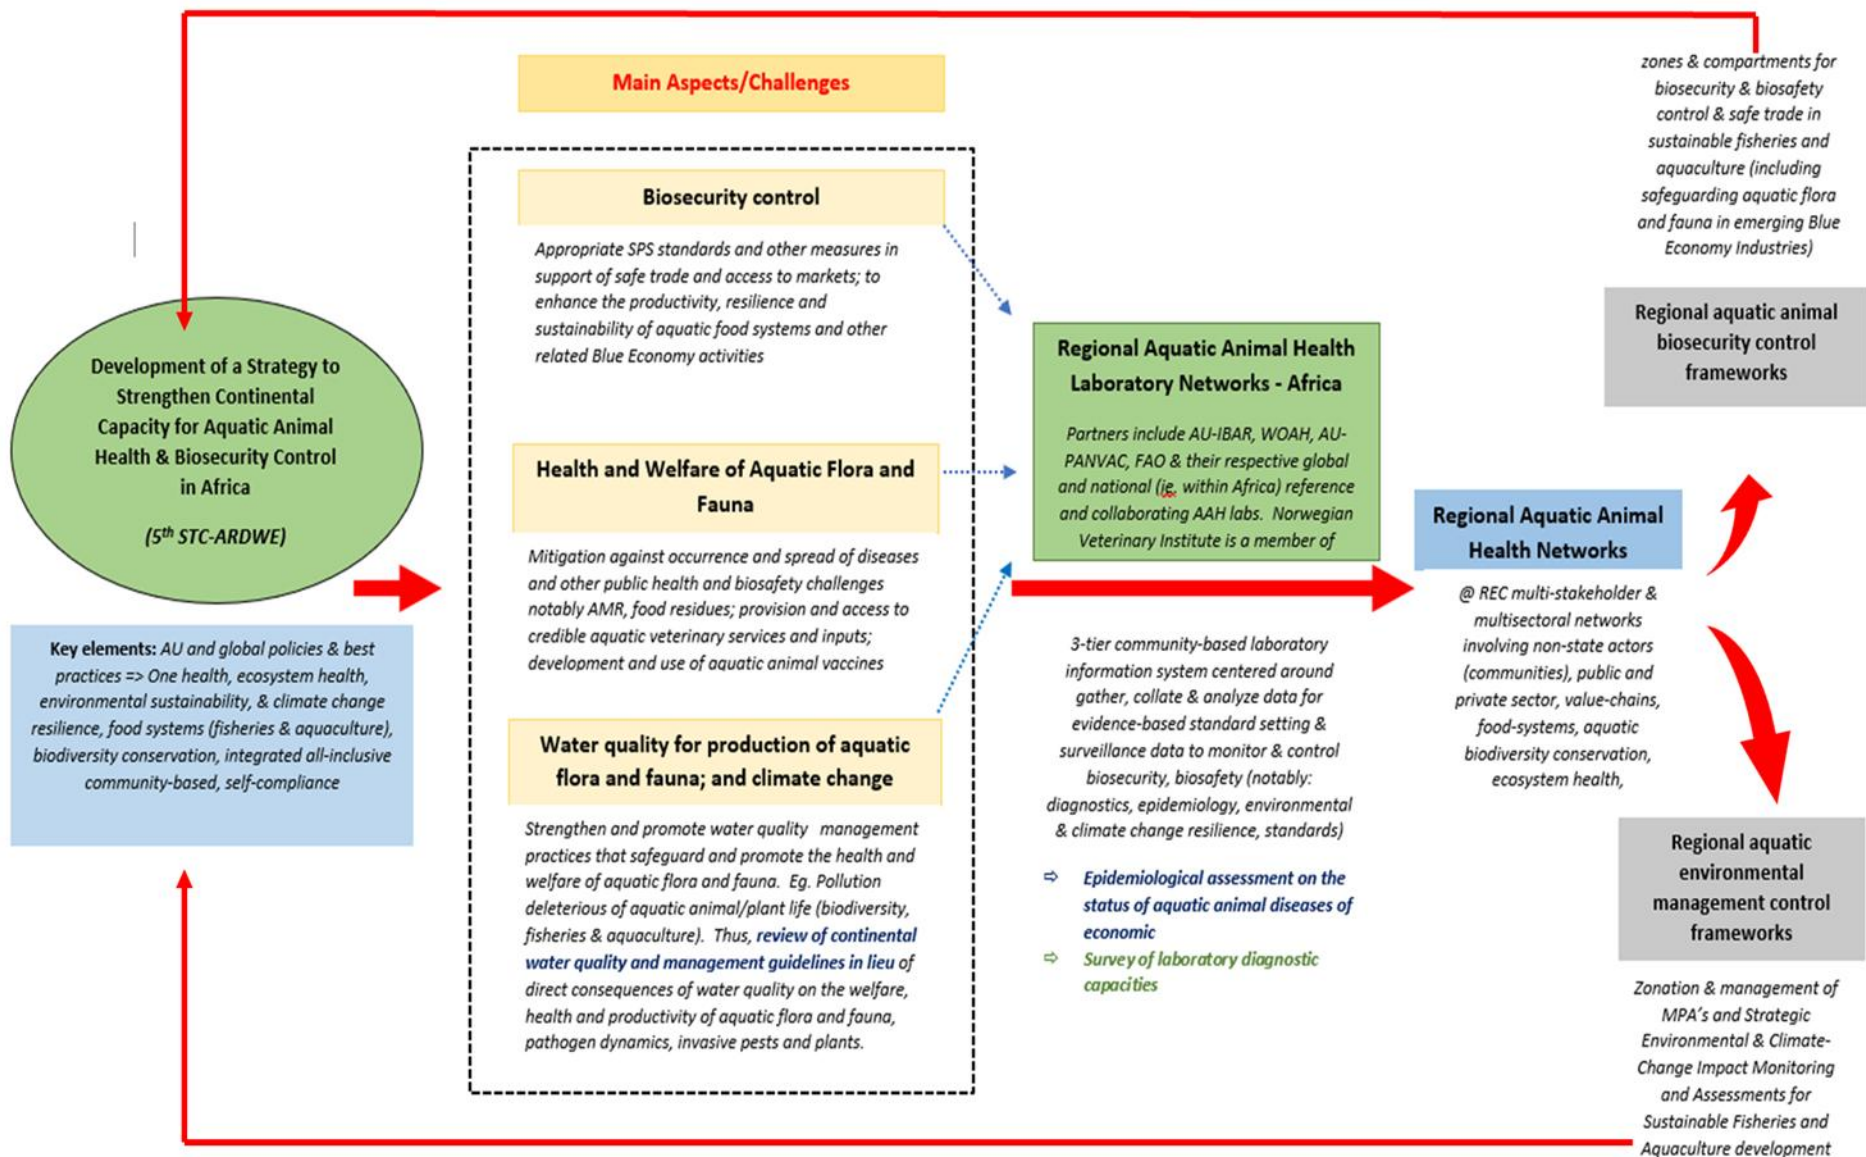 Main Aspects/Challenges
Development of a Strategy to
Strengthen Continental
Capacity for Aquatic Animal
Health & Biosecurity Control
in Africa
(5th STC-ARDWE)
Key elements: AU and global policies & best
practices => One health, ecosystem health,
environmental sustainability, & climate change
resilience, food systems (fisheries & aquaculture),
biodiversity conservation, integrated all-inclusive
community-based, self-compliance
Biosecurity control
Appropriate SPS standards and other measures in
support of safe trade and access to markets; to
enhance the productivity, resilience and
sustainability of aquatic food systems and other
related Blue Economy activities
Health and Welfare of Aquatic Flora and
Fauna
Mitigation against occurrence and spread of diseases
and other public health and biosafety challenges
notably AMR, food residues; provision and access to
credible aquatic veterinary services and inputs;
development and use of aquatic animal vaccines
Water quality for production of aquatic
flora and fauna; and climate change
Strengthen and promote water quality management
practices that safeguard and promote the health and
welfare of aquatic flora and fauna. Eg. Pollution
deleterious of aquatic animal/plant life (biodiversity,
fisheries & aquaculture). Thus, review of continental
water quality and management guidelines in lieu of
direct consequences of water quality on the welfare,
health and productivity of aquatic flora and fauna,
pathogen dynamics, invasive pests and plants.
Regional Aquatic Animal Health
Laboratory Networks - Africa
Partners include AU-IBAR, WOAH, AU-
PANVAC, FAO & their respective global
and national (ie. within Africa) reference
and collaborating AAH labs. Norwegian
Veterinary Institute is a member of
3-tier community-based laboratory
information system centered around
gather, collate & analyze data for
evidence-based standard setting &
surveillance data to monitor & control
biosecurity, biosafety (notably:
diagnostics, epidemiology, environmental
& climate change resilience, standards)
⇨ Epidemiological assessment on the
status of aquatic animal diseases of
economic
⇨ Survey of laboratory diagnostic
capacities
Regional Aquatic Animal
Health Networks
@ REC multi-stakeholder &
multisectoral networks
involving non-state actors
(communities), public and
private sector, value-chains,
food-systems, aquatic
biodiversity conservation,
ecosystem health,
zones & compartments for
biosecurity & biosafety
control & safe trade in
sustainable fisheries and
aquaculture (including
safeguarding aquatic flora
and fauna in emerging Blue
Economy Industries)
Regional aquatic animal
biosecurity control
frameworks
Regional aquatic
environmental
management control
frameworks
Zonation & management of
MPA's and Strategic
Environmental & Climate-
Change Impact Monitoring
and Assessments for
Sustainable Fisheries and
Aquaculture development